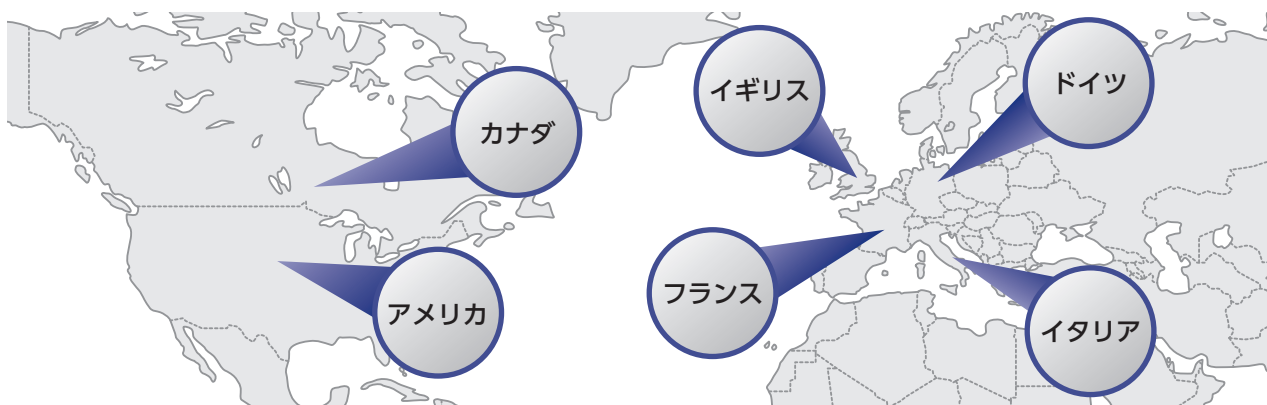 カナダ
アメリカ
イギリス
ドイツ
フランス
イタリア